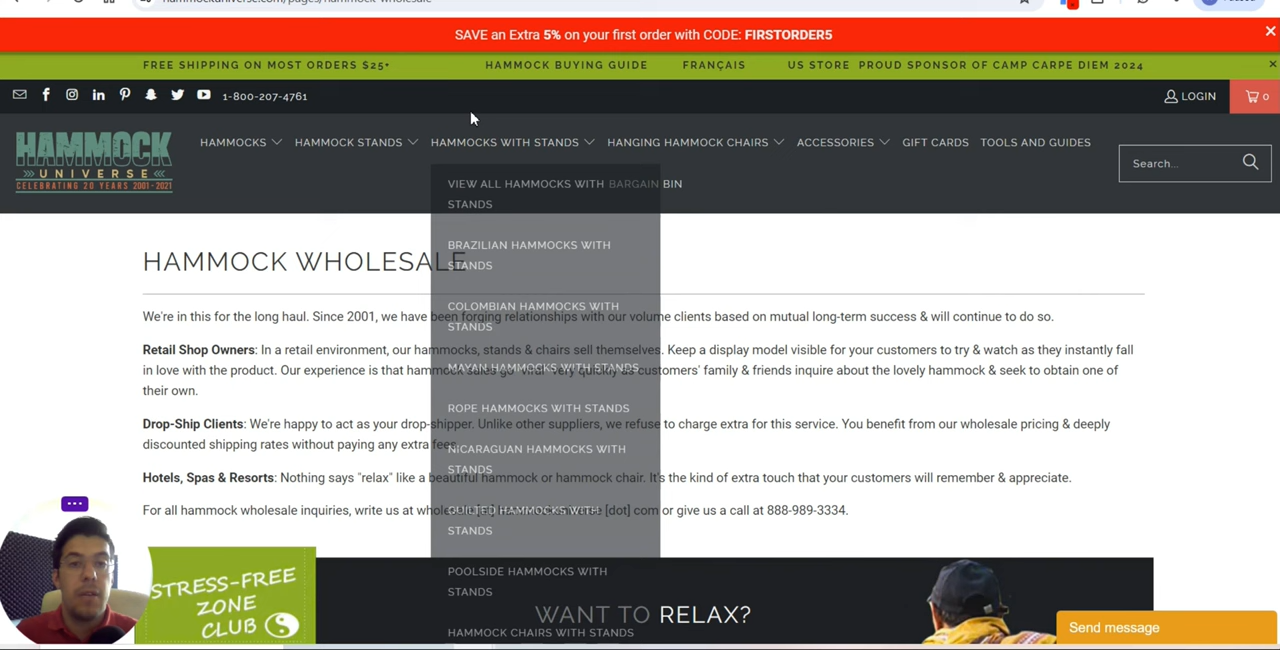 hammockuniverse.com/pages/hammock-wholesale
SAVE an Extra 5% on your first order with CODE: FIRSTORDER5
FREE SHIPPING ON MOST ORDERS $25+ HAMMOCK BUYING GUIDE FRANÇAIS US STORE PROUD SPONSOR OF CAMP CARPE DIEM 2024
1-800-207-4761 LOGIN 0
HAMMOCK
UNIVERSE
CELEBRATING 20 YEARS 2001-2021
HAMMOCKS HAMMOCK STANDS HAMMOCKS WITH STANDS HANGING HAMMOCK CHAIRS ACCESSORIES GIFT CARDS TOOLS AND GUIDES
BARGAIN BIN
Search...
VIEW ALL HAMMOCKS WITH
STANDS
BRAZILIAN HAMMOCKS WITH
STANDS
COLOMBIAN HAMMOCKS WITH
STANDS
MAYAN HAMMOCKS WITH STANDS
ROPE HAMMOCKS WITH STANDS
NICARAGUAN HAMMOCKS WITH
STANDS
QUILTED HAMMOCKS WITH
STANDS
POOLSIDE HAMMOCKS WITH
STANDS
HAMMOCK CHAIRS WITH STANDS
HAMMOCK WHOLESALE
We're in this for the long haul. Since 2001, we have been forging relationships with our volume clients based on mutual long-term success & will continue to do so.
Retail Shop Owners: In a retail environment, our hammocks, stands & chairs sell themselves. Keep a display model visible for your customers to try & watch as they instantly fall
in love with the product. Our experience is that hammock sales go "viral" very quickly as customers' family & friends inquire about the lovely hammock & seek to obtain one
of their own.
Drop-Ship Clients: We're happy to act as your drop-shipper. Unlike other suppliers, we refuse to charge extra for this service. You benefit from our wholesale pricing & deeply
discounted shipping rates without paying any extra fees.
Hotels, Spas & Resorts: Nothing says "relax" like a beautiful hammock or hammock chair. It's the kind of extra touch that your customers will remember & appreciate.
For all hammock wholesale inquiries, write us at [dot] com or give us a call at 888-989-3334.
STRESS-FREE
ZONE
CLUB
WANT TO RELAX?
Send message